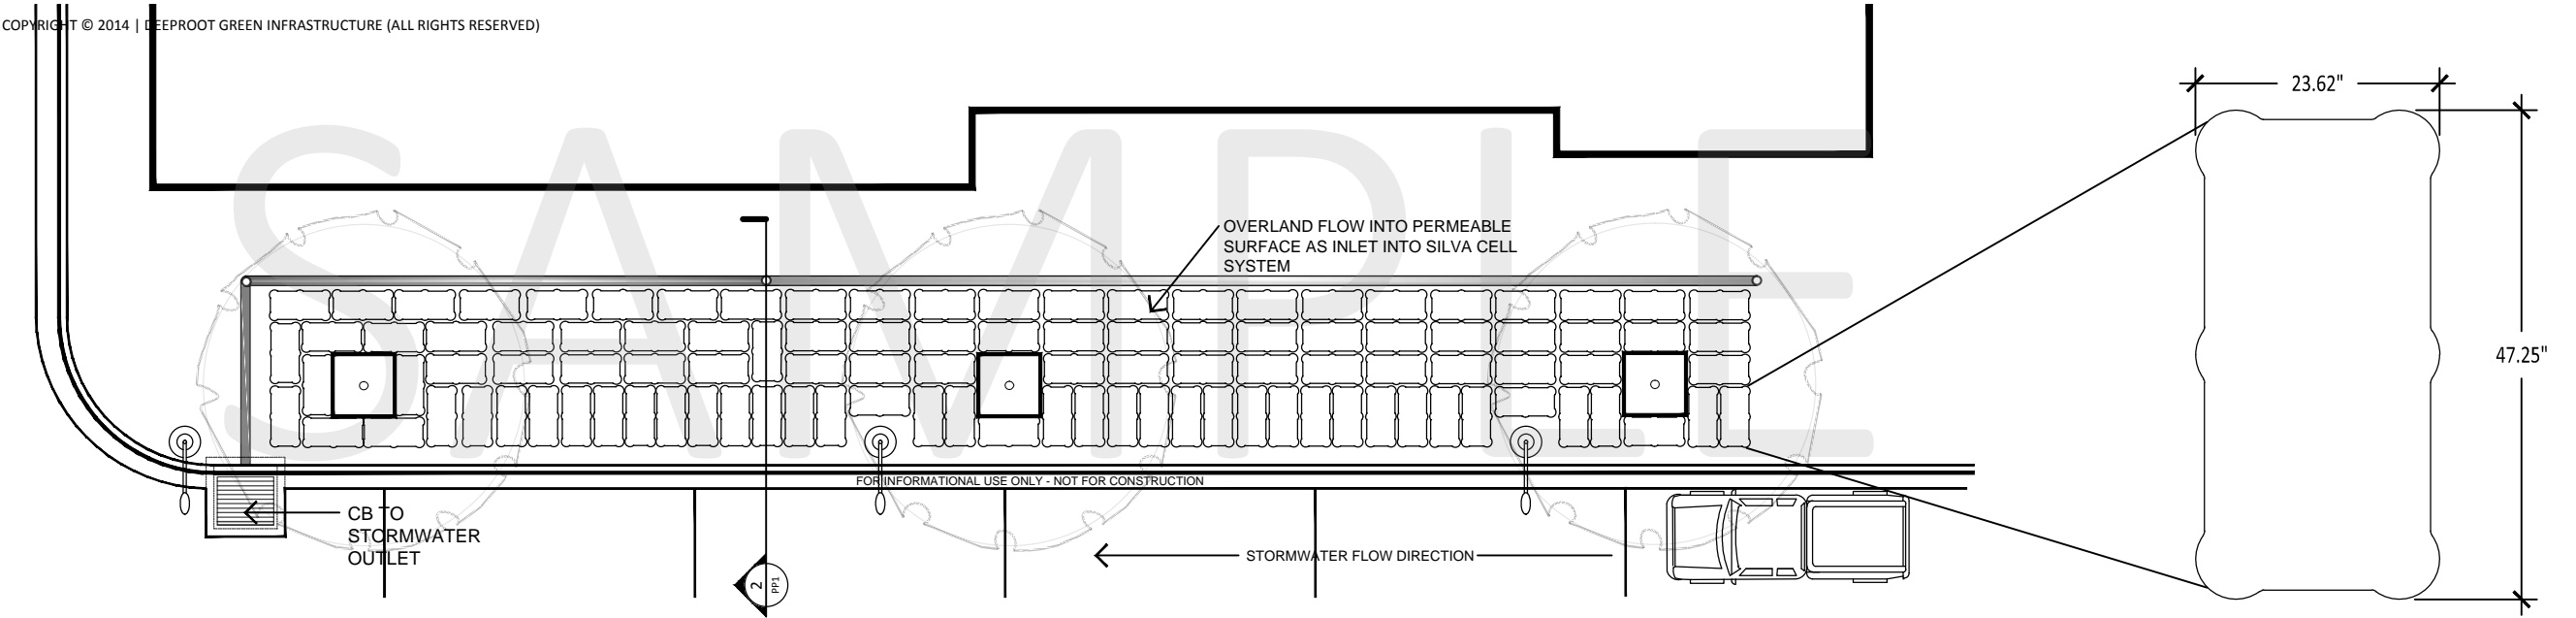 COPYRIGHT © 2014 | DEEPROOT GREEN INFRASTRUCTURE (ALL RIGHTS RESERVED)
23.62"
SAMPLE
OVERLAND FLOW INTO PERMEABLE
SURFACE AS INLET INTO SILVA CELL
SYSTEM
47.25"
FOR INFORMATIONAL USE ONLY - NOT FOR CONSTRUCTION
CB TO
STORMWATER
OUTLET
STORMWATER FLOW DIRECTION
2
PP1